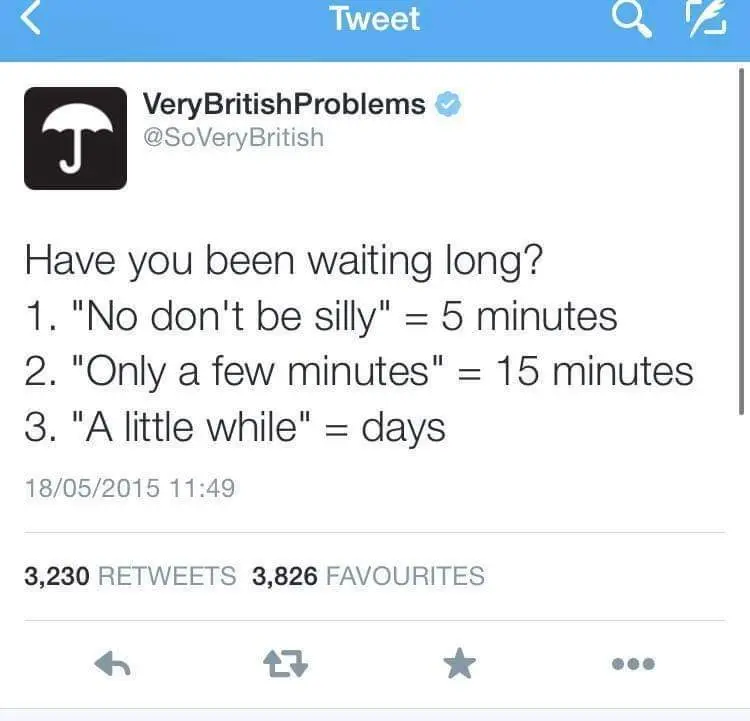 Tweet
VeryBritishProblems
@SoVeryBritish
Have you been waiting long?
1. "No don't be silly" = 5 minutes
2. "Only a few minutes" = 15 minutes
3. "A little while" = days
18/05/2015 11:49
3,230 RETWEETS 3,826 FAVOURITES